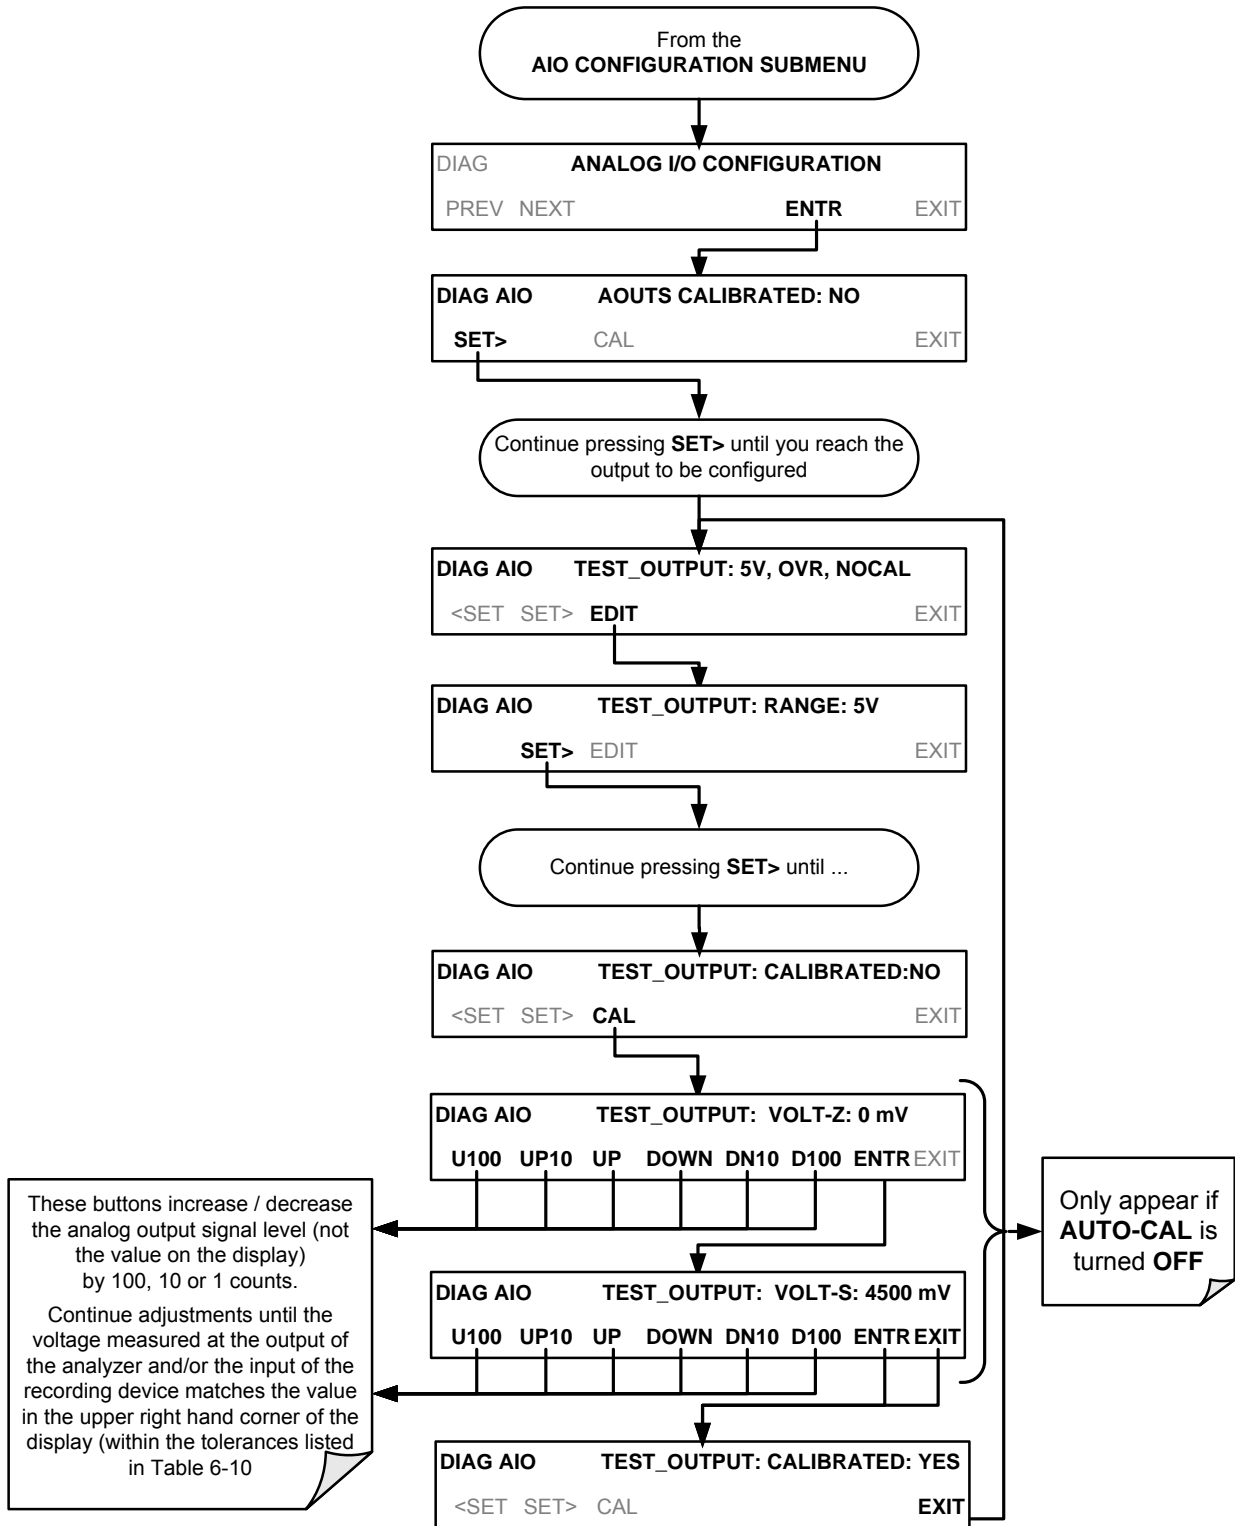 From the
AIO CONFIGURATION SUBMENU
DIAG ANALOG I/O CONFIGURATION
PREV NEXT ENTR EXIT
DIAG AIO AOUTS CALIBRATED: NO
SET> CAL EXIT
Continue pressing SET> until you reach the
output to be configured
DIAG AIO TEST_OUTPUT: 5V, OVR, NOCAL
<SET SET> EDIT EXIT
DIAG AIO TEST_OUTPUT: RANGE: 5V
SET> EDIT EXIT
Continue pressing SET> until ...
DIAG AIO TEST_OUTPUT: CALIBRATED:NO
<SET SET> CAL EXIT
DIAG AIO TEST_OUTPUT: VOLT-Z: 0 mV
U100 UP10 UP DOWN DN10 D100 ENTR EXIT
These buttons increase / decrease
the analog output signal level (not
the value on the display)
by 100, 10 or 1 counts.
Continue adjustments until the
voltage measured at the output of
the analyzer and/or the input of the
recording device matches the value
in the upper right hand corner of the
display (within the tolerances listed
in Table 6-10
Only appear if
AUTO-CAL is
turned OFF
DIAG AIO TEST_OUTPUT: VOLT-S: 4500 mV
U100 UP10 UP DOWN DN10 D100 ENTR EXIT
DIAG AIO TEST_OUTPUT: CALIBRATED: YES
<SET SET> CAL EXIT